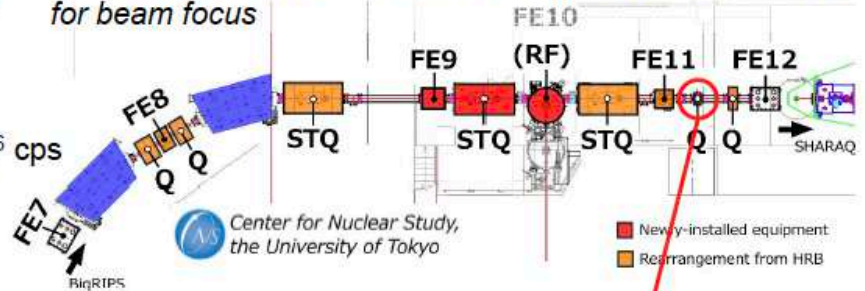 for beam focus
FE10
FE9
(RF)
FE11
FE12
FE8
STQ
STQ
STQ
Q
Q
SHARAQ
cps
Q
Q
FE7
BigRIPS
CNS
Center for Nuclear Study,
the University of Tokyo
Newly-installed equipment
Rearrangement from HRB